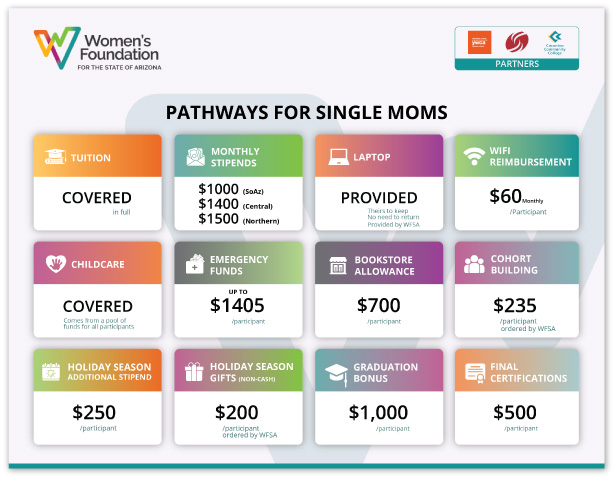 Women's
Foundation
FOR THE STATE OF ARIZONA
PARTNERS
PATHWAYS FOR SINGLE MOMS
TUITION
COVERED
in full
MONTHLY
STIPENDS
$1000 (SoAz)
$1400 (Central)
$1500 (Northern)
LAPTOP
PROVIDED
Theirs to keep
No need to return
Provided by WFSA
WIFI
REIMBURSEMENT
$60 Monthly
/Participant
CHILDCARE
COVERED
Comes from a pool of
funds for all participants
EMERGENCY
FUNDS
UP TO
$1405
/participant
BOOKSTORE
ALLOWANCE
$700
/participant
COHORT
BUILDING
$235
/participant
ordered by WFSA
HOLIDAY SEASON
ADDITIONAL STIPEND
$250
/participant
HOLIDAY SEASON
GIFTS (NON-CASH)
$200
/participant
ordered by WFSA
GRADUATION
BONUS
$1,000
/participant
FINAL
CERTIFICATIONS
$500
/participant